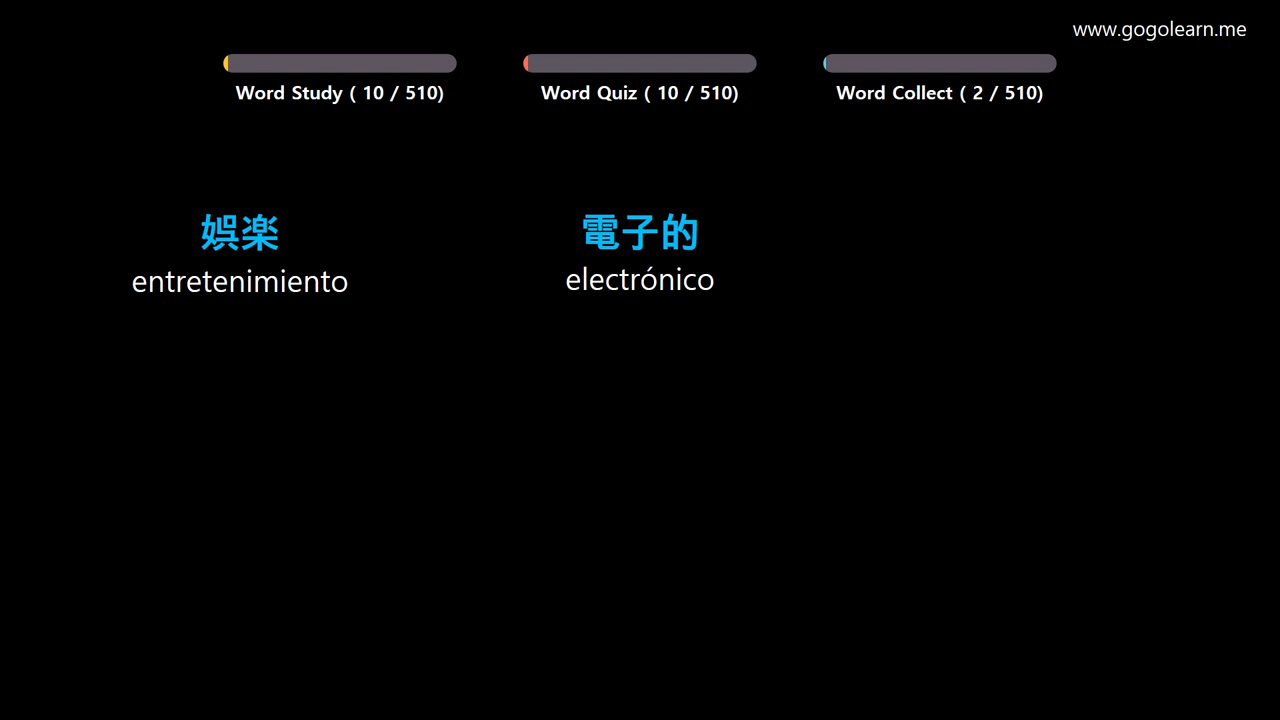 www.gogolearn.me
Word Study ( 10 / 510)
Word Quiz ( 10 / 510)
Word Collect ( 2 / 510)
娯楽
entretenimiento
電子的
electrónico